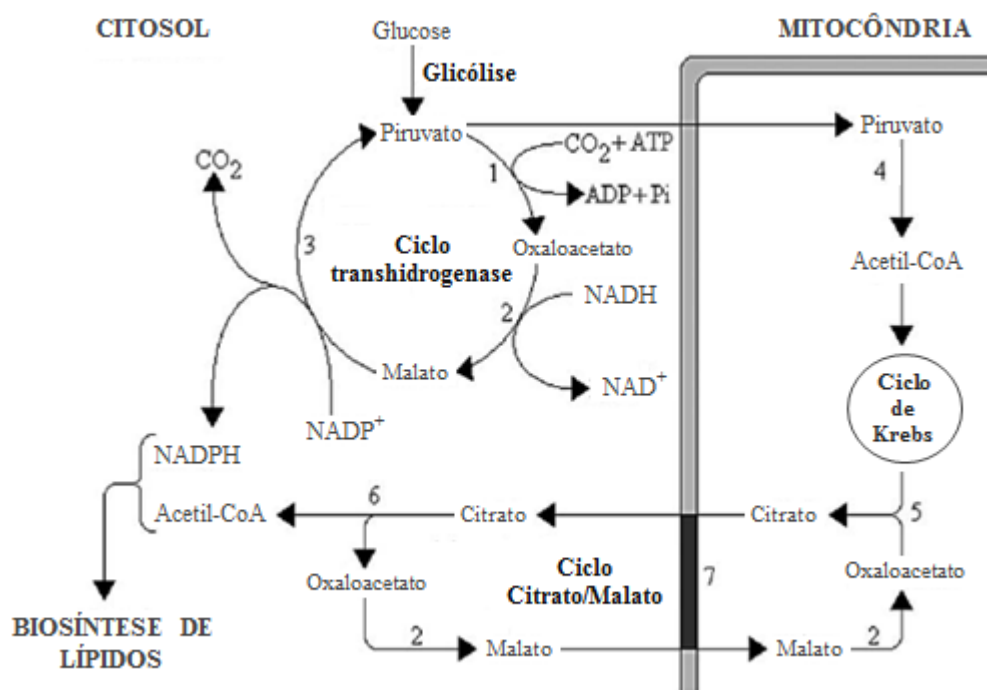 CITOSOL
MITOCÔNDRIA
Glucose
Glicólise
Piruvato
Piruvato
CO2+ATP
1
ADP+Pi
4
CO2
3
Ciclo
transhidrogenase
Oxaloacetato
Acetil-CoA
2
NADH
Malato
NAD+
NADP+
Ciclo
de
Krebs
NADPH
Acetil-CoA
6
Citrato
Citrato
5
Oxaloacetato
Ciclo
Citrato/Malato
7
Oxaloacetato
BIOSÍNTESE DE
LÍPIDOS
2
Malato
Malato
2